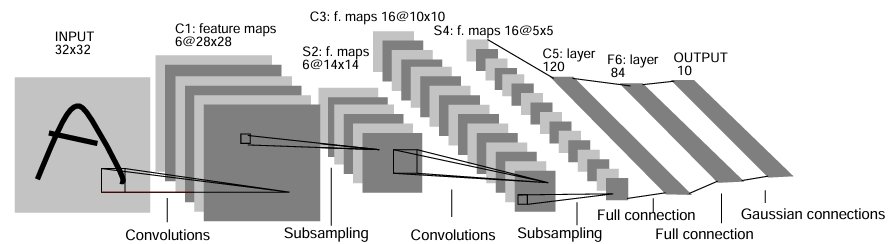 INPUT
32x32
C1: feature maps
6@28x28
S2: f. maps
6@14x14
C3: f. maps 16@10x10
S4: f. maps 16@5x5
C5: layer
120
F6: layer
84
OUTPUT
10
A
Convolutions
Subsampling
Convolutions
Subsampling
Full connection
Full connection
Gaussian connections